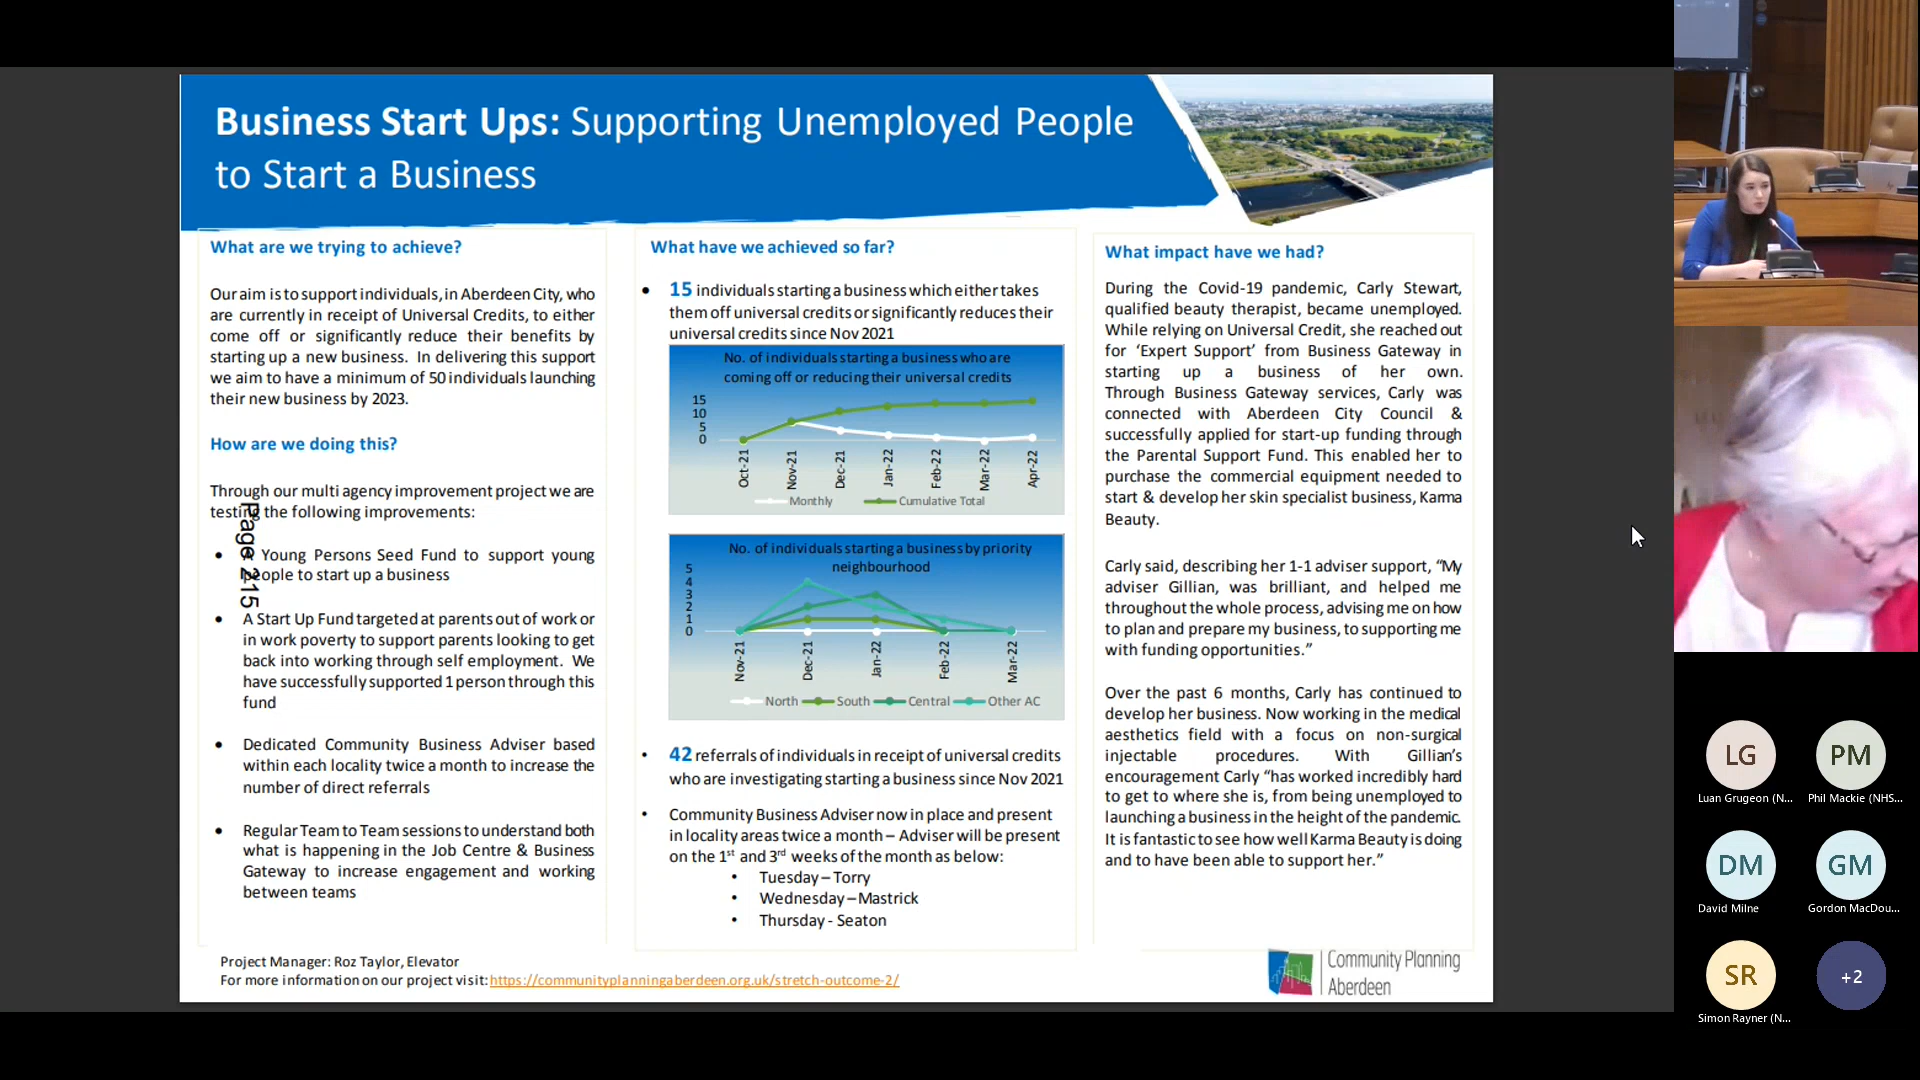 Business Start Ups: Supporting Unemployed People
to Start a Business
What are we trying to achieve?
Our aim is to support individuals, in Aberdeen City, who
are currently in receipt of Universal Credits, to either
come off or significantly reduce their benefits by
starting up a new business. In delivering this support
we aim to have a minimum of 50 individuals launching
their new business by 2023.
How are we doing this?
Through our multi agency improvement project we are
testing the following improvements:
• A Young Persons Seed Fund to support young
people to start up a business
• A Start Up Fund targeted at parents out of work or
in work poverty to support parents looking to get
back into working through self employment. We
have successfully supported 1 person through this
fund
• Dedicated Community Business Adviser based
within each locality twice a month to increase the
number of direct referrals
• Regular Team to Team sessions to understand both
what is happening in the Job Centre & Business
Gateway to increase engagement and working
between teams
Page 215
What have we achieved so far?
• 15 individuals starting a business which either takes
them off universal credits or significantly reduces their
universal credits since Nov 2021
No. of individuals starting a business who are
coming off or reducing their universal credits
15
10
5
0
Oct-21 Nov-21 Dec-21 Jan-22 Feb-22 Mar-22 Apr-22
Monthly Cumulative Total
No. of individuals starting a business by priority
neighbourhood
5
4
3
2
1
0
Nov-21 Dec-21 Jan-22 Feb-22 Mar-22
North South Central Other AC
• 42 referrals of individuals in receipt of universal credits
who are investigating starting a business since Nov 2021
• Community Business Adviser now in place and present
in locality areas twice a month – Adviser will be present
on the 1st and 3rd weeks of the month as below:
• Tuesday – Torry
• Wednesday – Mastrick
• Thursday - Seaton
What impact have we had?
During the Covid-19 pandemic, Carly Stewart,
qualified beauty therapist, became unemployed.
While relying on Universal Credit, she reached out
for ‘Expert Support’ from Business Gateway in
starting up a business of her own.
Through Business Gateway services, Carly was
connected with Aberdeen City Council &
successfully applied for start-up funding through
the Parental Support Fund. This enabled her to
purchase the commercial equipment needed to
start & develop her skin specialist business, Karma
Beauty.
Carly said, describing her 1-1 adviser support, “My
adviser Gillian, was brilliant, and helped me
throughout the whole process, advising me on how
to plan and prepare my business, to supporting me
with funding opportunities.”
Over the past 6 months, Carly has continued to
develop her business. Now working in the medical
aesthetics field with a focus on non-surgical
injectable procedures. With Gillian’s
encouragement Carly “has worked incredibly hard
to get to where she is, from being unemployed to
launching a business in the height of the pandemic.
It is fantastic to see how well Karma Beauty is doing
and to have been able to support her.”
Project Manager: Roz Taylor, Elevator
For more information on our project visit: https://communityplanningaberdeen.org.uk/stretch-outcome-2/
Community Planning
Aberdeen
LG
Luan Grugeon (N...
PM
Phil Mackie (NHS...
DM
David Milne
GM
Gordon MacDou...
SR
Simon Rayner (N...
+2